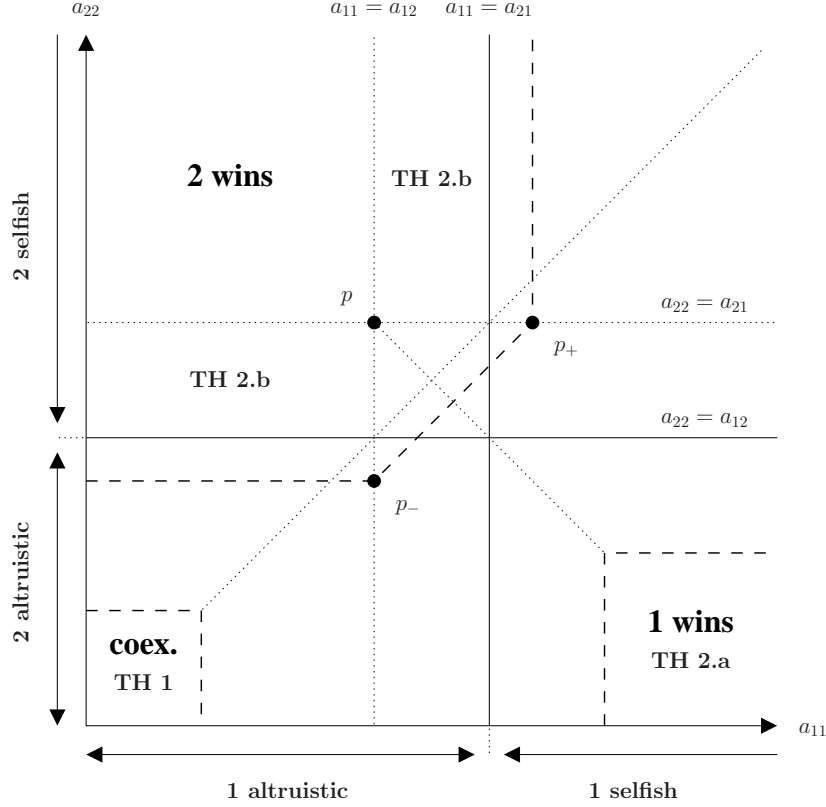 a₂₂
a₁₁ = a₁₂
a₁₁ = a₂₁
2 wins
TH 2.b
2 selfish
p
a₂₂ = a₂₁
p₊
TH 2.b
a₂₂ = a₁₂
p₋
2 altruistic
coex.
TH 1
1 wins
TH 2.a
a₁₁
1 altruistic
1 selfish